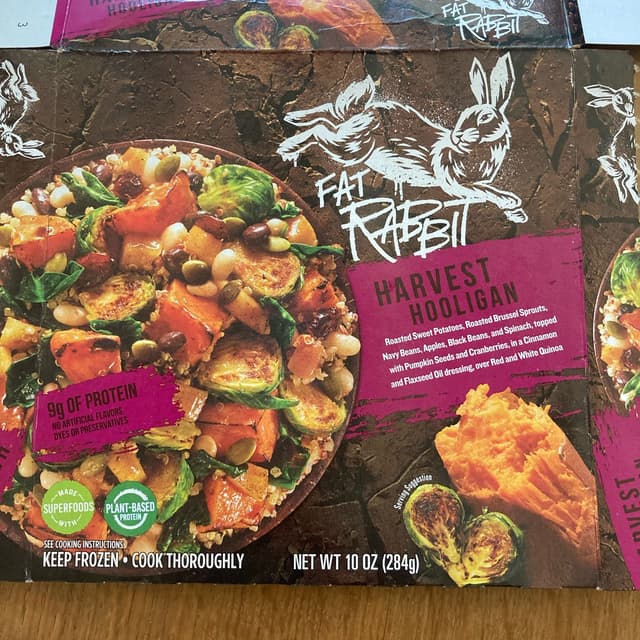 HOOLIGAN
FAT
RABBIT
3
FAT
RABBIT
HARVEST
HOOLIGAN
Roasted Sweet Potatoes, Roasted Brussel Sprouts,
Navy Beans, Apples, Black Beans, and Spinach, topped
with Pumpkin Seeds and Cranberries, in a Cinnamon
and Flaxseed Oil dressing, over Red and White Quinoa
9g OF PROTEIN
NO ARTIFICIAL FLAVORS,
DYES OR PRESERVATIVES
MADE
SUPERFOODS
WITH
PLANT-BASED
PROTEIN
Serving Suggestion
SEE COOKING INSTRUCTIONS.
KEEP FROZEN • COOK THOROUGHLY
NET WT 10 OZ (284g)